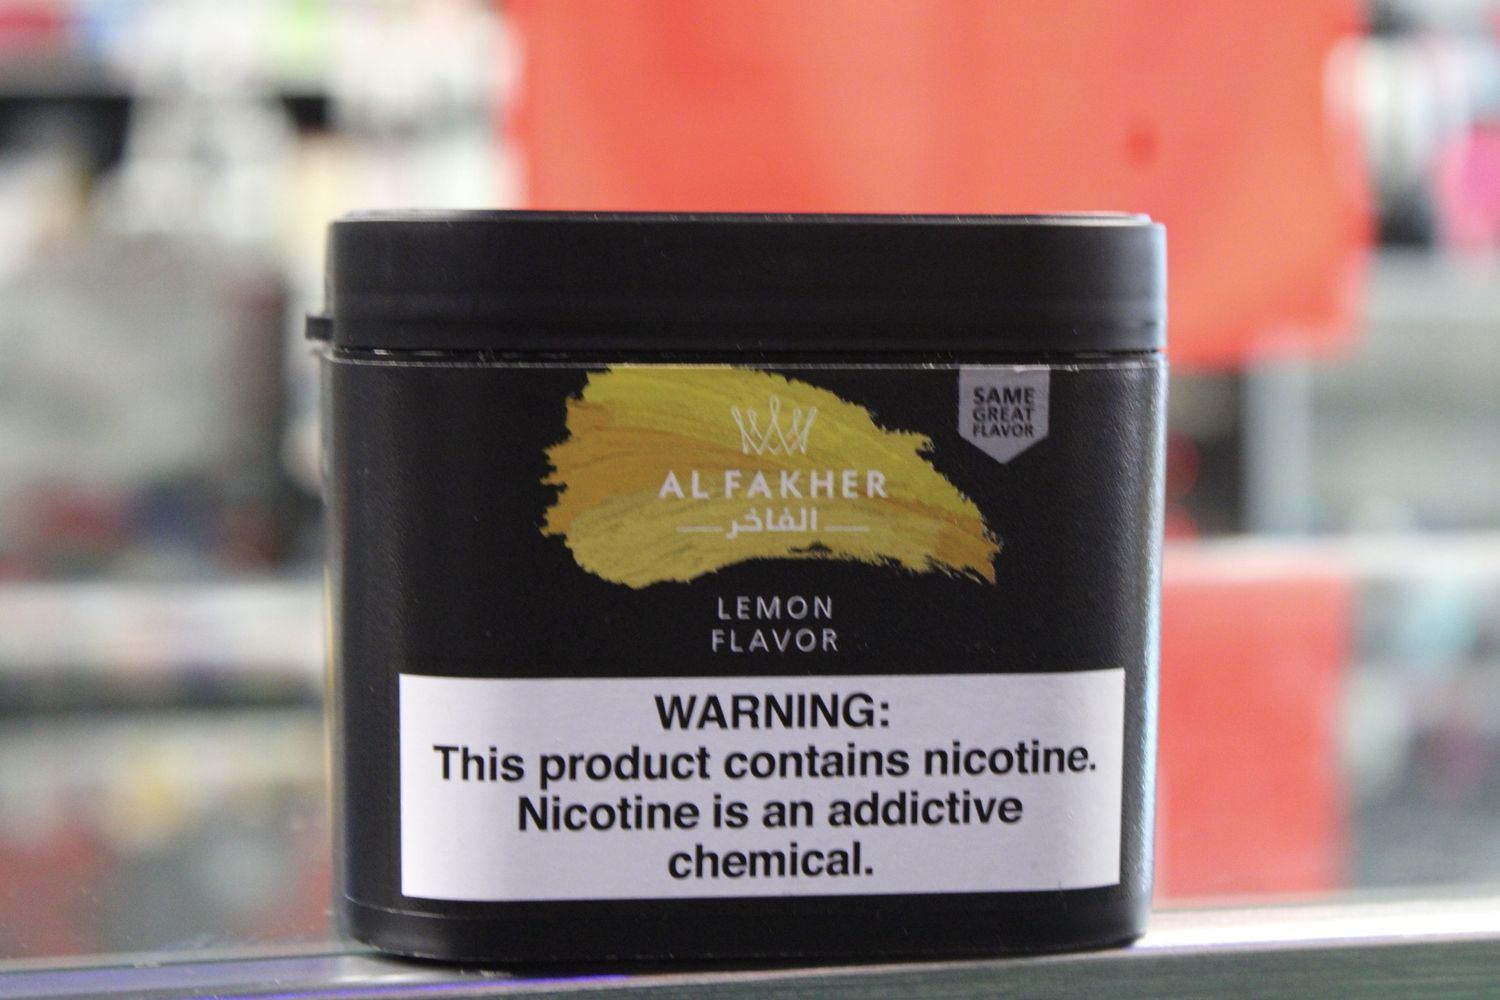 SAME
GREAT
FLAVOR
AL FAKHER
الفاخر
LEMON
FLAVOR
WARNING:
This product contains nicotine.
Nicotine is an addictive
chemical.